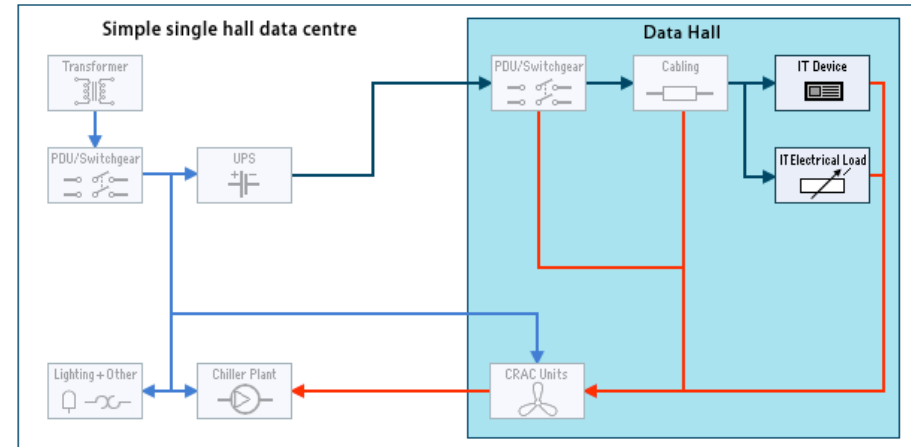 Simple single hall data centre
Data Hall
Transformer
PDU/Switchgear
Cabling
IT Device
PDU/Switchgear
UPS
IT Electrical Load
Lighting + Other
Chiller Plant
CRAC Units